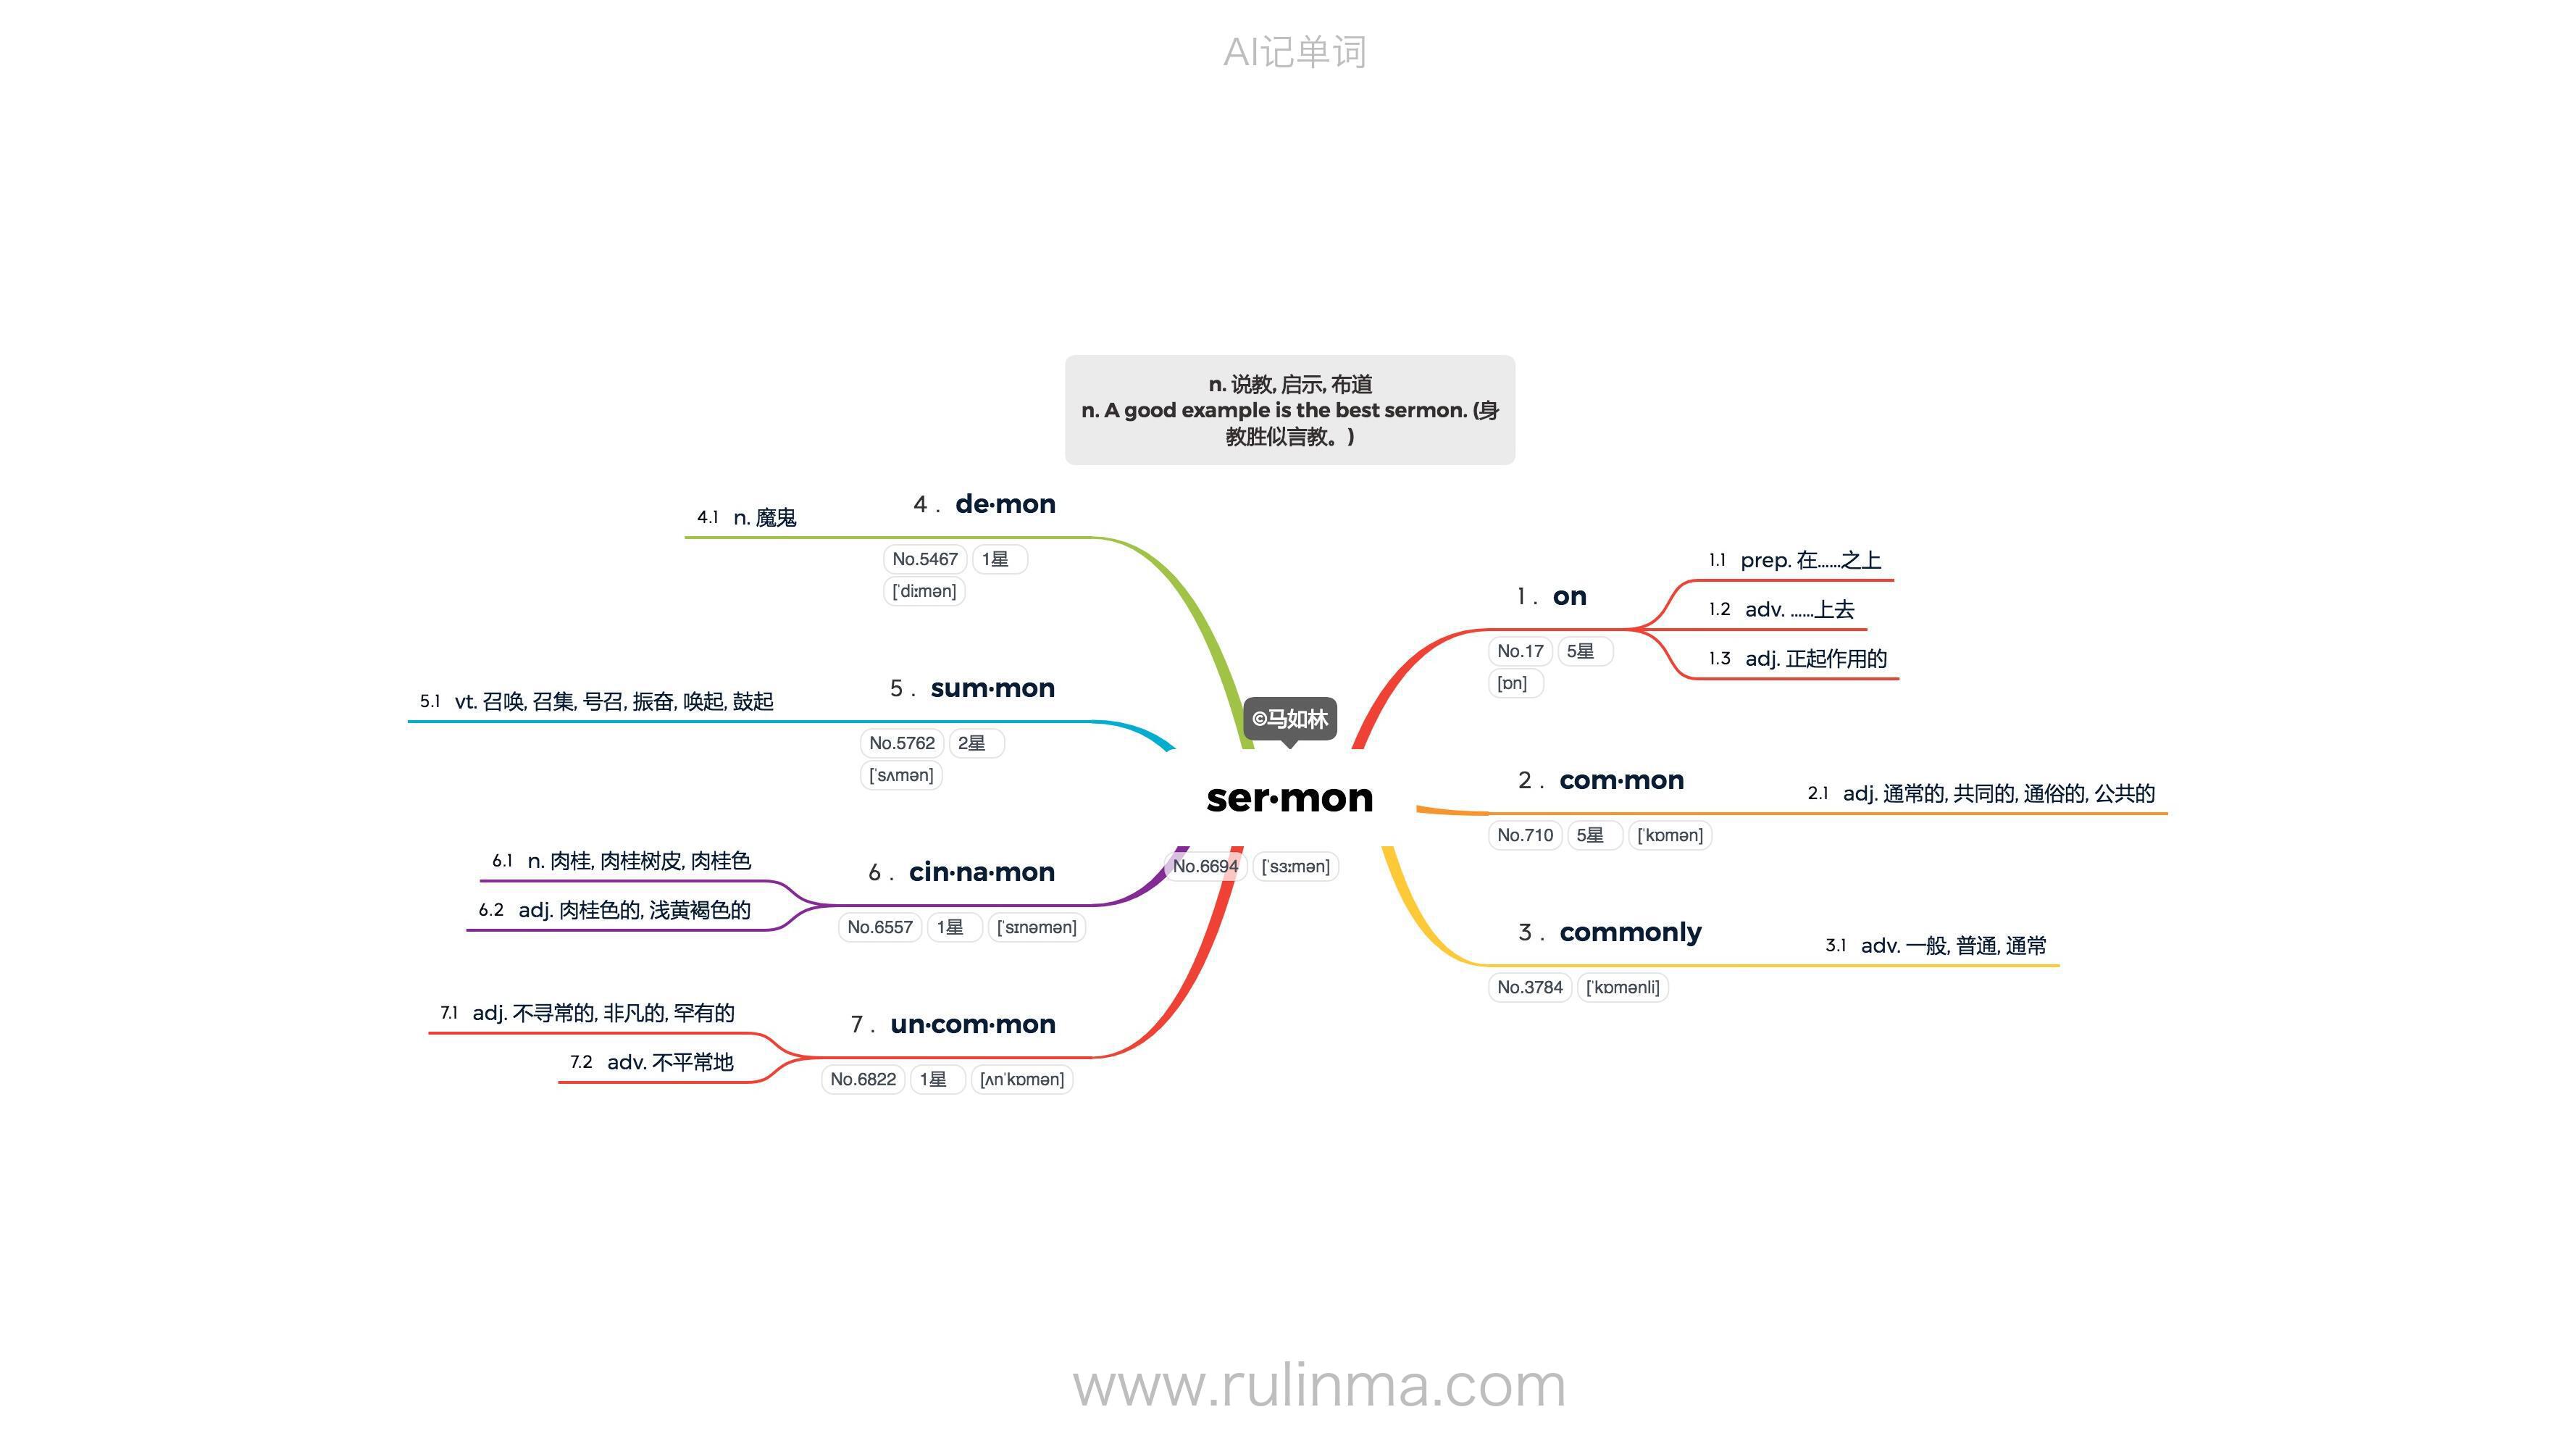 AI记单词
n. 说教, 启示, 布道
n. A good example is the best sermon. (身
教胜似言教。)
©马如林
ser·mon
No.6694 [ˈsɜːmən]
1 . on
No.17 5星
[ɒn]
1.1 prep. 在……之上
1.2 adv. ……上去
1.3 adj. 正起作用的
2 . com·mon
No.710 5星 [ˈkɒmən]
2.1 adj. 通常的, 共同的, 通俗的, 公共的
3 . commonly
No.3784 [ˈkɒmənli]
3.1 adv. 一般, 普通, 通常
4 . de·mon
No.5467 1星
[ˈdiːmən]
4.1 n. 魔鬼
5 . sum·mon
No.5762 2星
[ˈsʌmən]
5.1 vt. 召唤, 召集, 号召, 振奋, 唤起, 鼓起
6 . cin·na·mon
No.6557 1星 [ˈsɪnəmən]
6.1 n. 肉桂, 肉桂树皮, 肉桂色
6.2 adj. 肉桂色的, 浅黄褐色的
7 . un·com·mon
No.6822 1星 [ʌnˈkɒmən]
7.1 adj. 不寻常的, 非凡的, 罕有的
7.2 adv. 不平常地
www.rulinma.com